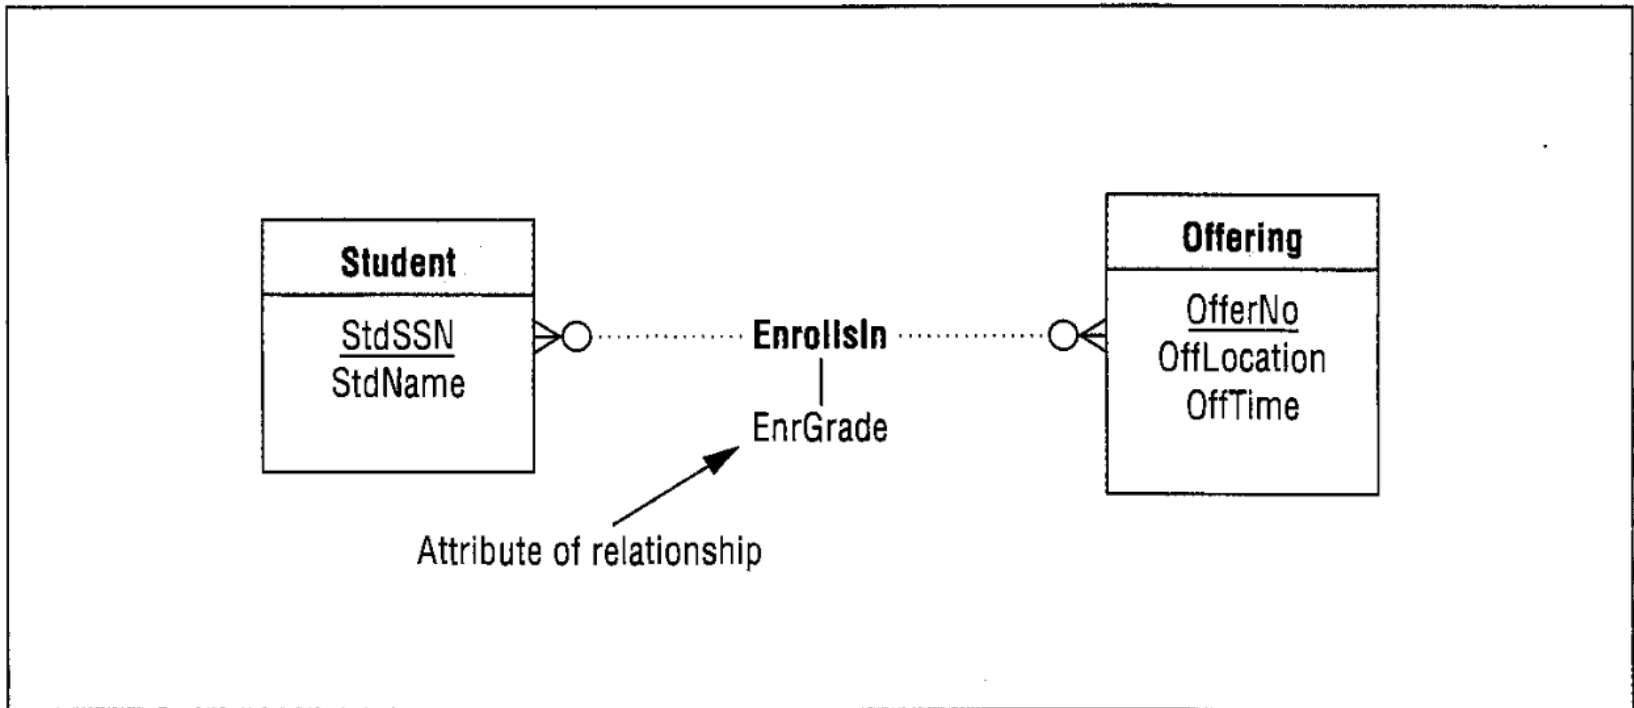 Student
StdSSN
StdName
EnrollsIn
EnrGrade
Attribute of relationship
Offering
OfferNo
OffLocation
OffTime